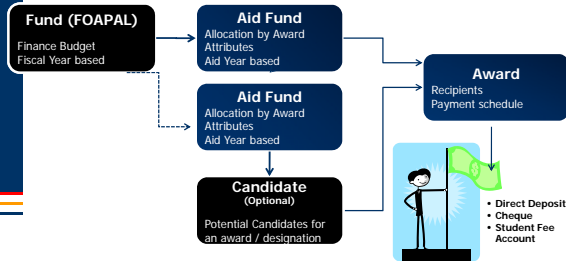 Fund (FOAPAL)
Finance Budget
Fiscal Year based
Aid Fund
Allocation by Award
Attributes
Aid Year based
Aid Fund
Allocation by Award
Attributes
Aid Year based
Candidate
(Optional)
Potential Candidates for
an award / designation
Award
Recipients
Payment schedule
• Direct Deposit
• Cheque
• Student Fee
Account